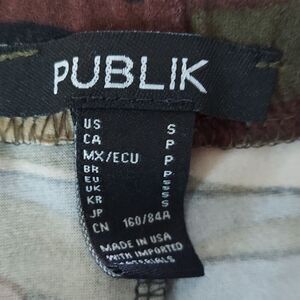 PUBLIK
US S
CA P
MX/ECU P
BR P
EU S
UK S
KR S
JP S
CN 160/84A
MADE IN USA
WITH IMPORTED
MATERIALS